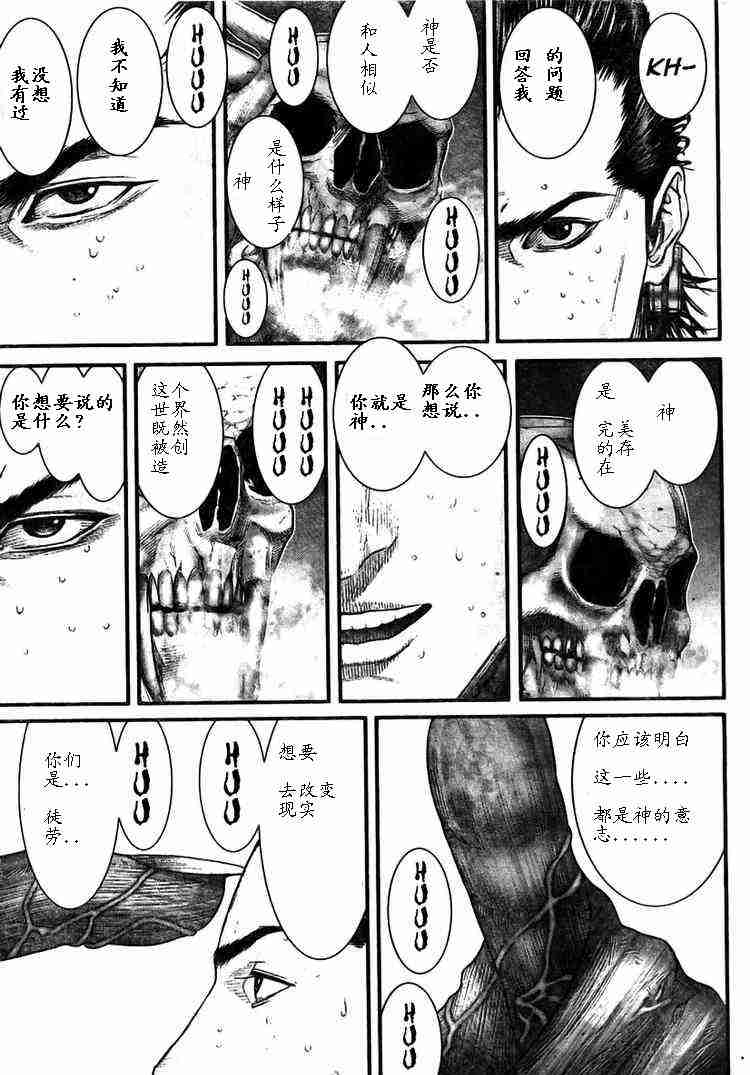 KH-
的问题
回答我
神是否
和人相似
HUUU
是什么样子
神
HUUU
HUUU
HUUU
我不知道
没想
我有过
是 神
完美
的存
在
HUUU
那么你
想说..
你就是
神..
HUUU
HUUU
这个
世界
既然
被创
造
你想要说的
是什么?
你应该明白
这一些....
都是神的意
志......
HUUU
HUUU
想要
去改变
现实
HUU
HUU
你们
是...
徒
劳..